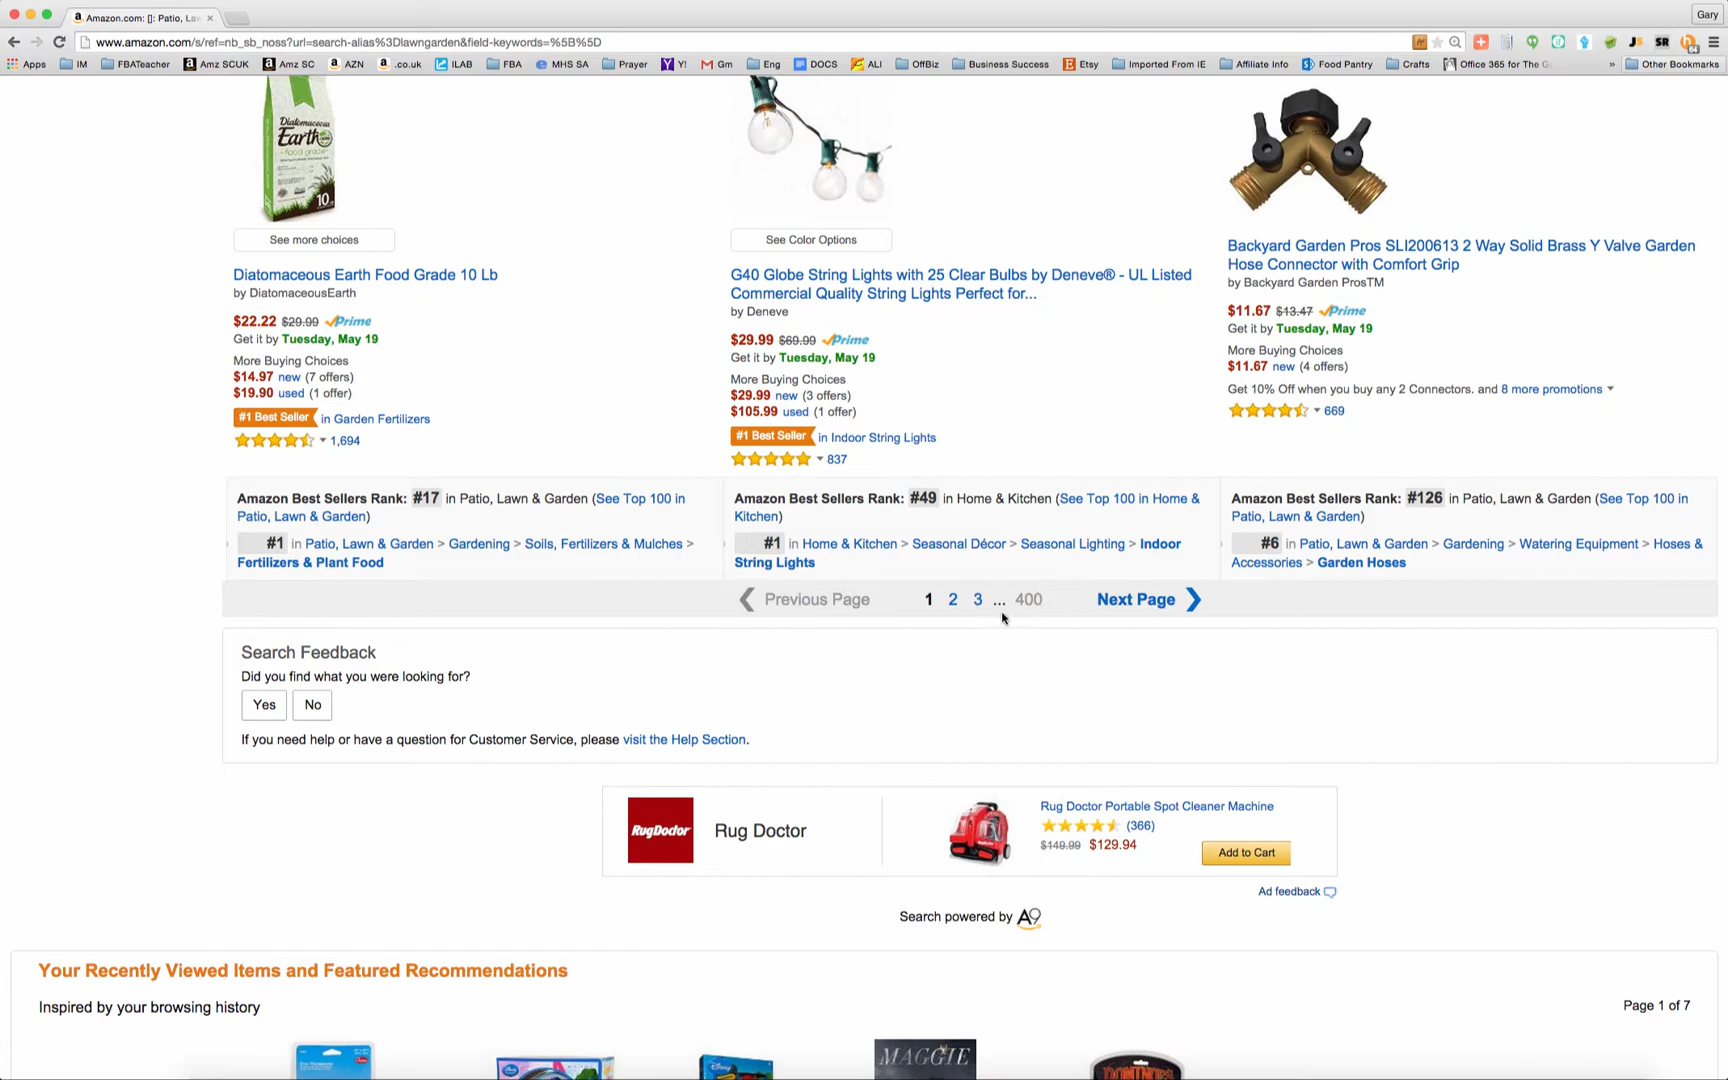 Amazon.com: []: Patio, Law
Gary
www.amazon.com/s/ref=nb_sb_noss?url=search-alias%3Dlawngarden&field-keywords=%5B%5D
Apps IM FBATeacher Amz SCUK Amz SC AZN .co.uk ILAB FBA MHS SA Prayer Y! Gm Eng DOCS ALI OffBiz Business Success Etsy Imported From IE Affiliate Info Food Pantry Crafts Office 365 for The » Other Bookmarks
Diatomaceous
Earth
food grade
10
See more choices
Diatomaceous Earth Food Grade 10 Lb
by DiatomaceousEarth
$22.22 $29.99 Prime
Get it by Tuesday, May 19
More Buying Choices
$14.97 new (7 offers)
$19.90 used (1 offer)
#1 Best Seller in Garden Fertilizers
1,694
See Color Options
G40 Globe String Lights with 25 Clear Bulbs by Deneve® - UL Listed
Commercial Quality String Lights Perfect for...
by Deneve
$29.99 $69.99 Prime
Get it by Tuesday, May 19
More Buying Choices
$29.99 new (3 offers)
$105.99 used (1 offer)
#1 Best Seller in Indoor String Lights
837
Backyard Garden Pros SLI200613 2 Way Solid Brass Y Valve Garden
Hose Connector with Comfort Grip
by Backyard Garden ProsTM
$11.67 $13.47 Prime
Get it by Tuesday, May 19
More Buying Choices
$11.67 new (4 offers)
Get 10% Off when you buy any 2 Connectors. and 8 more promotions
669
Amazon Best Sellers Rank: #17 in Patio, Lawn & Garden (See Top 100 in
Patio, Lawn & Garden)
#1 in Patio, Lawn & Garden > Gardening > Soils, Fertilizers & Mulches >
Fertilizers & Plant Food
Amazon Best Sellers Rank: #49 in Home & Kitchen (See Top 100 in Home &
Kitchen)
#1 in Home & Kitchen > Seasonal Décor > Seasonal Lighting > Indoor
String Lights
Amazon Best Sellers Rank: #126 in Patio, Lawn & Garden (See Top 100 in
Patio, Lawn & Garden)
#6 in Patio, Lawn & Garden > Gardening > Watering Equipment > Hoses &
Accessories > Garden Hoses
Previous Page 1 2 3 ... 400 Next Page
Search Feedback
Did you find what you were looking for?
Yes No
If you need help or have a question for Customer Service, please visit the Help Section.
RugDoctor
Rug Doctor
Rug Doctor Portable Spot Cleaner Machine
(366)
$149.99 $129.94
Add to Cart
Ad feedback
Search powered by A9
Your Recently Viewed Items and Featured Recommendations
Inspired by your browsing history
Page 1 of 7
MAGGIE